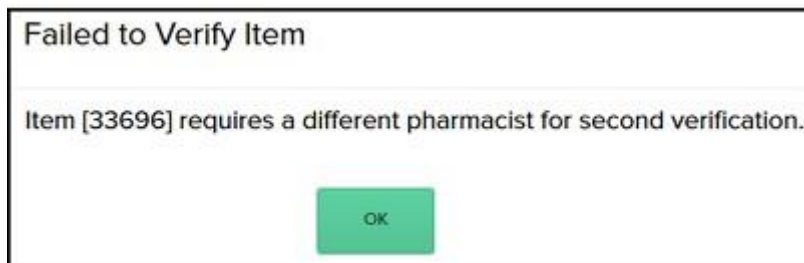 Failed to Verify Item
Item [33696] requires a different pharmacist for second verification.
OK